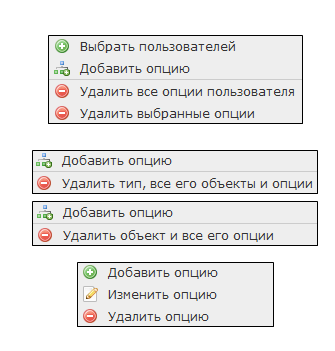 Выбрать пользователей
Добавить опцию
Удалить все опции пользователя
Удалить выбранные опции
Добавить опцию
Удалить тип, все его объекты и опции
Добавить опцию
Удалить объект и все его опции
Добавить опцию
Изменить опцию
Удалить опцию